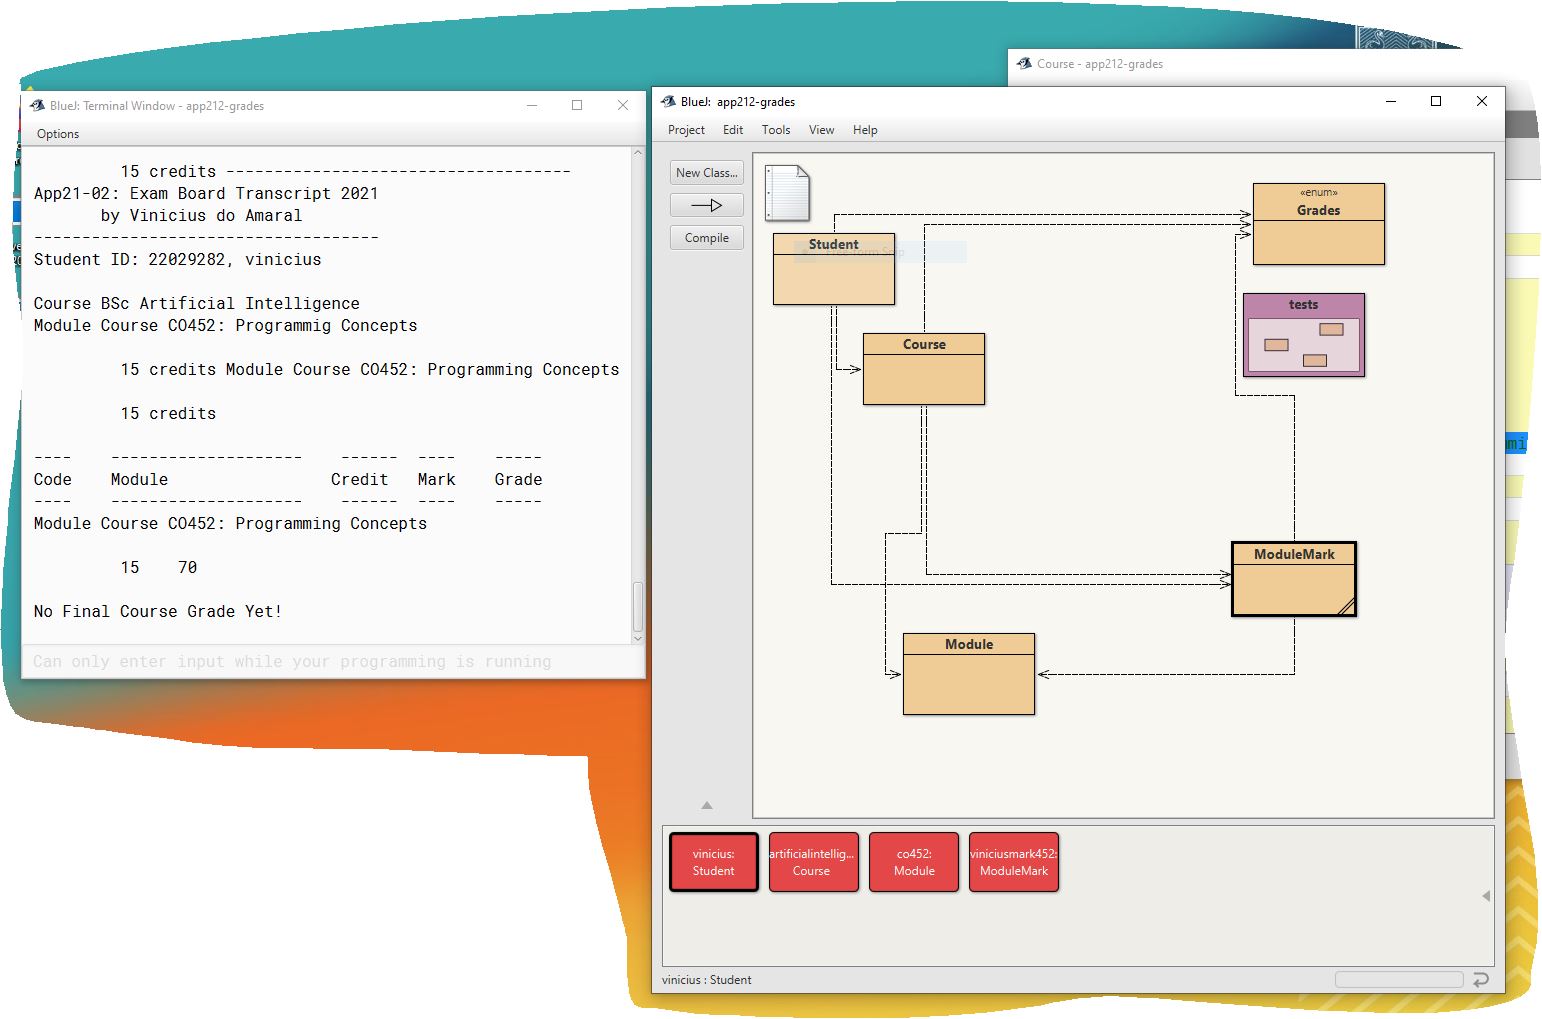 Course - app212-grades
BlueJ: Terminal Window - app212-grades
Options
15 credits ------------------------------------
App21-02: Exam Board Transcript 2021
by Vinicius do Amaral
------------------------------------
Student ID: 22029282, vinicius
Course BSc Artificial Intelligence
Module Course CO452: Programmig Concepts
15 credits Module Course CO452: Programming Concepts
15 credits
---- -------------------- ------ ---- -----
Code Module Credit Mark Grade
---- -------------------- ------ ---- -----
Module Course CO452: Programming Concepts
15 70
No Final Course Grade Yet!
Can only enter input while your programming is running
BlueJ: app212-grades
Project Edit Tools View Help
New Class...
Compile
«enum»
Grades
Student
Free-form Snip
tests
Course
ModuleMark
Module
vinicius:
Student
artificialintellig...
Course
co452:
Module
viniciusmark452:
ModuleMark
vinicius : Student